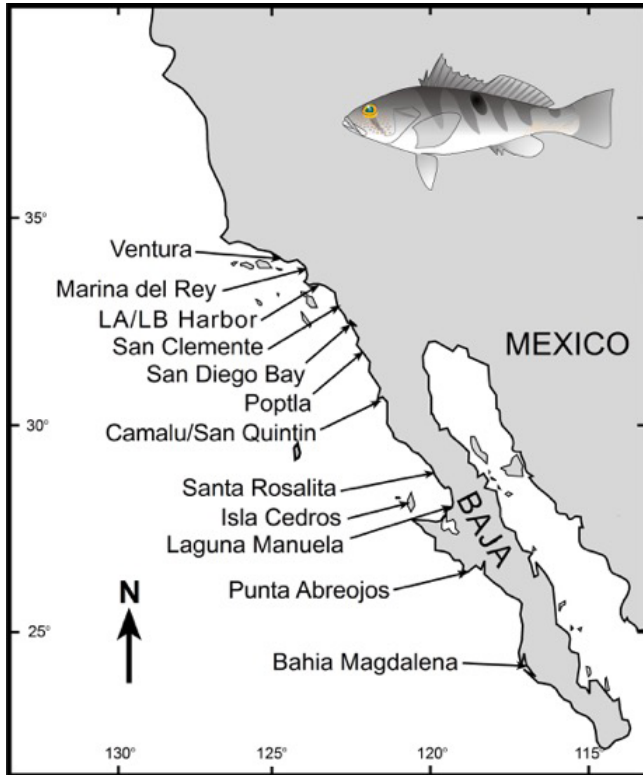 35°
Ventura
Marina del Rey
LA/LB Harbor
San Clemente
San Diego Bay
MEXICO
Poptla
30°
Camalu/San Quintin
Santa Rosalita
Isla Cedros
BAJA
Laguna Manuela
Punta Abreojos
N
25°
Bahia Magdalena
130°
125°
120°
115°